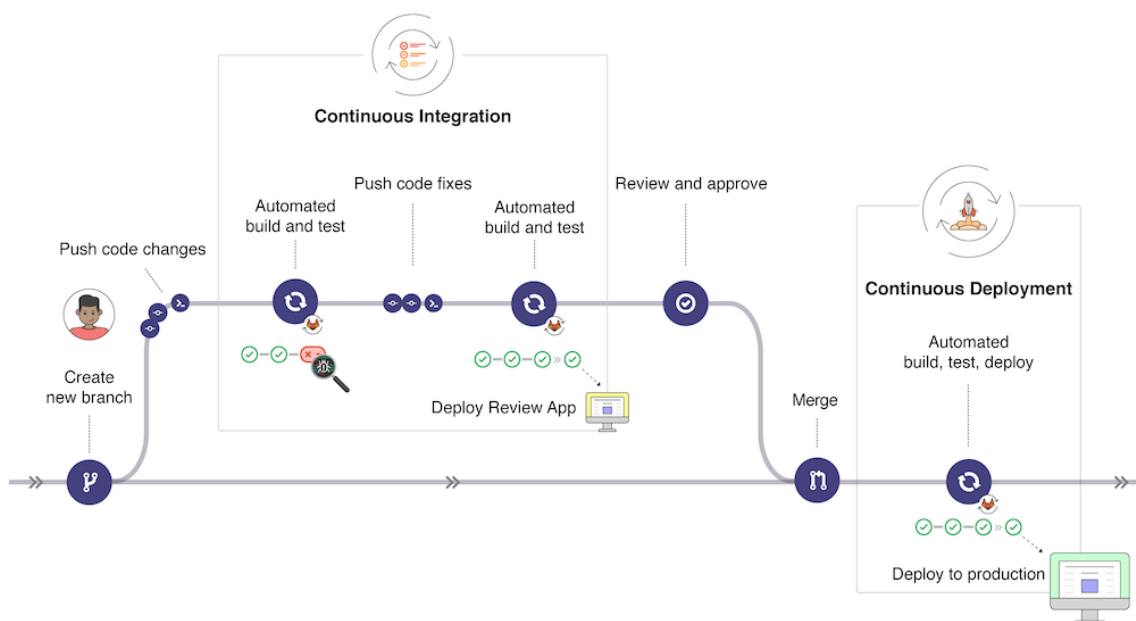 Continuous Integration
Push code fixes
Review and approve
Automated
build and test
Automated
build and test
Push code changes
Continuous Deployment
Automated
build, test, deploy
Create
new branch
Deploy Review App
Merge
Deploy to production